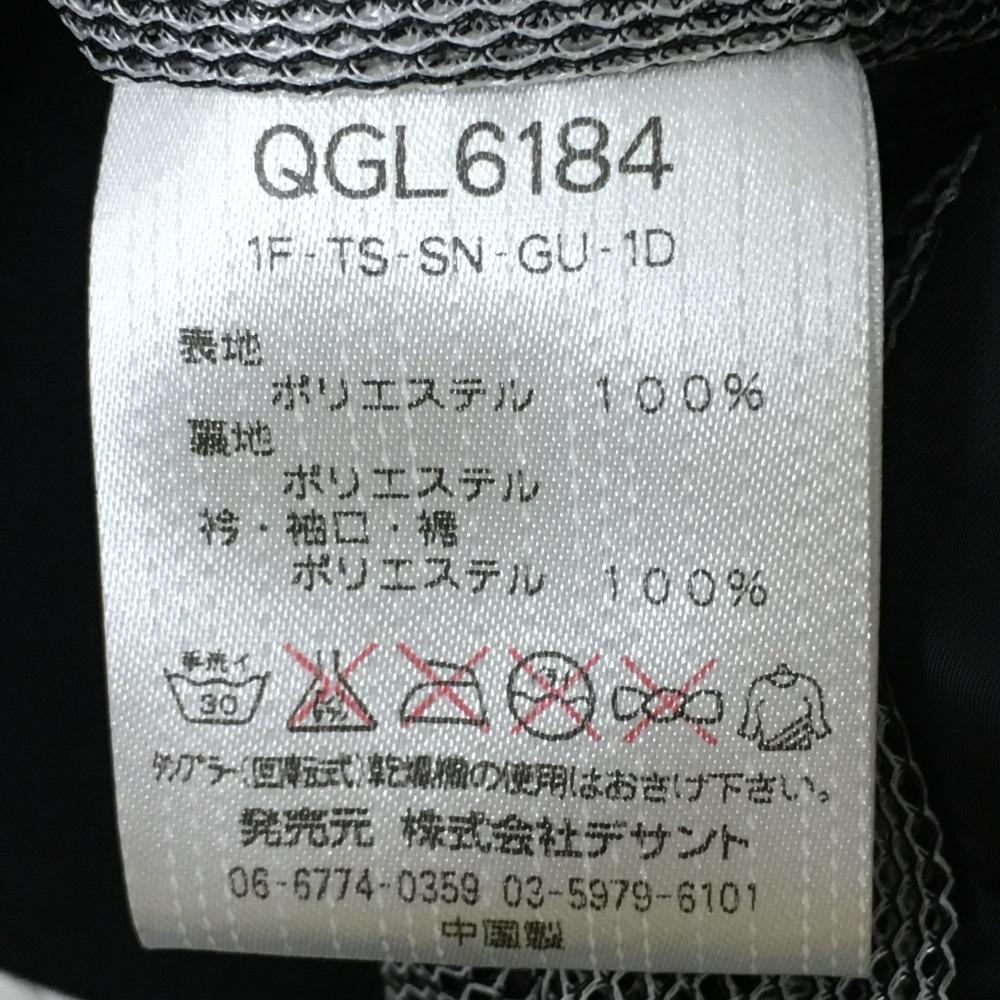 QGL6184
1F-TS-SN-GU-1D
表地
ポリエステル 100%
裏地
ポリエステル
衿・袖口・裾
ポリエステル 100%
手洗イ
30
タンブラー(回転式)乾燥機の使用はおさけ下さい。
発売元 株式会社デサント
06-6774-0359 03-5979-6101
中国製